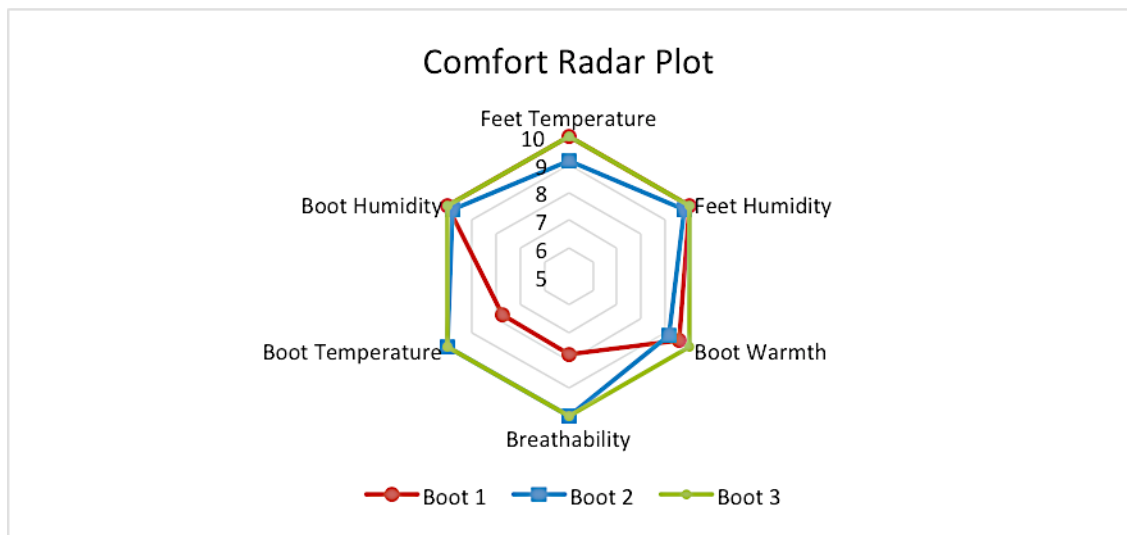 Comfort Radar Plot
Feet Temperature
10
9
8
7
6
5
Boot Humidity
Feet Humidity
Boot Temperature
Boot Warmth
Breathability
Boot 1 Boot 2 Boot 3